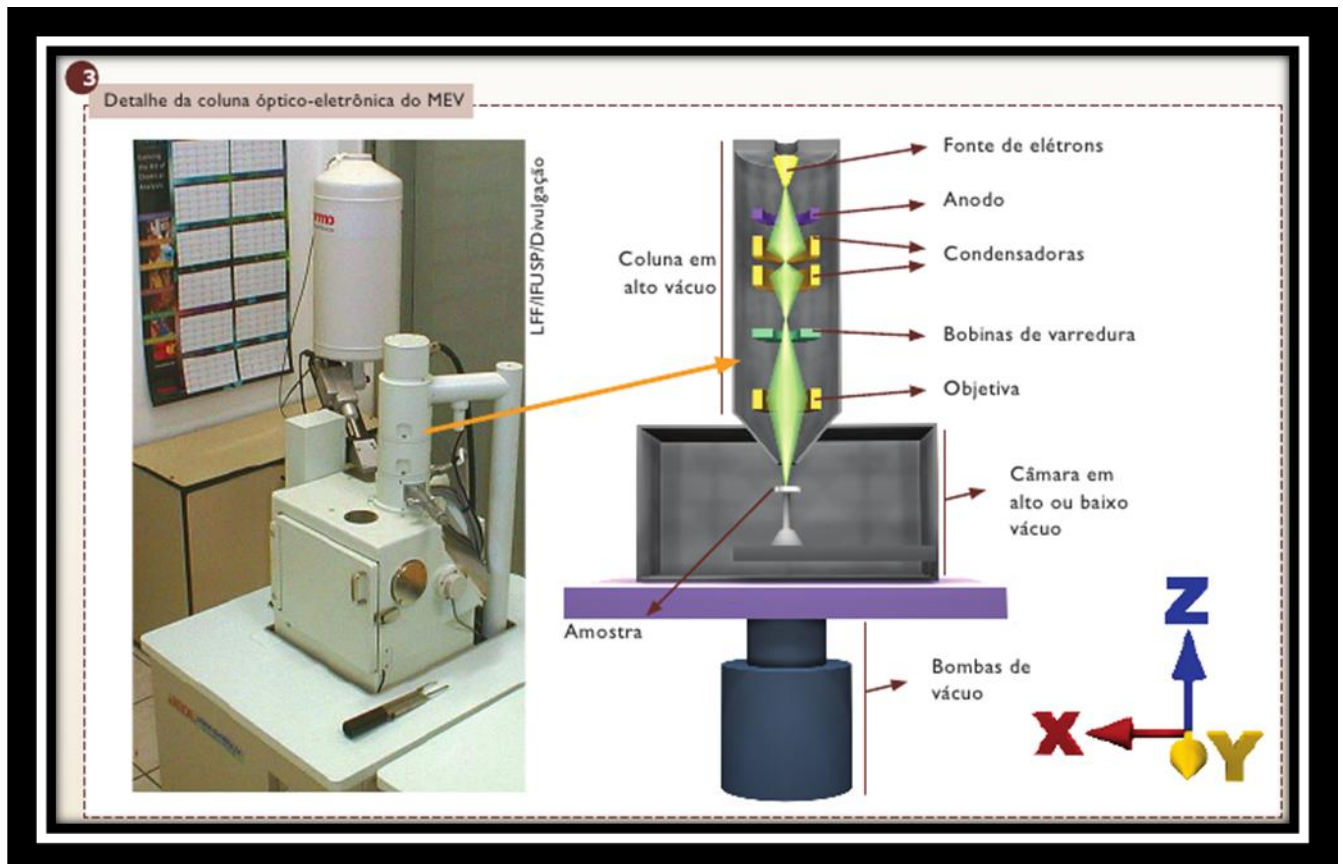 3
Detalhe da coluna óptico-eletrônica do MEV
LFF/IFUSP/Divulgação
Coluna em
alto vácuo
Fonte de elétrons
Anodo
Condensadoras
Bobinas de varredura
Objetiva
Câmara em
alto ou baixo
vácuo
Amostra
Bombas de
vácuo
Z
X
Y